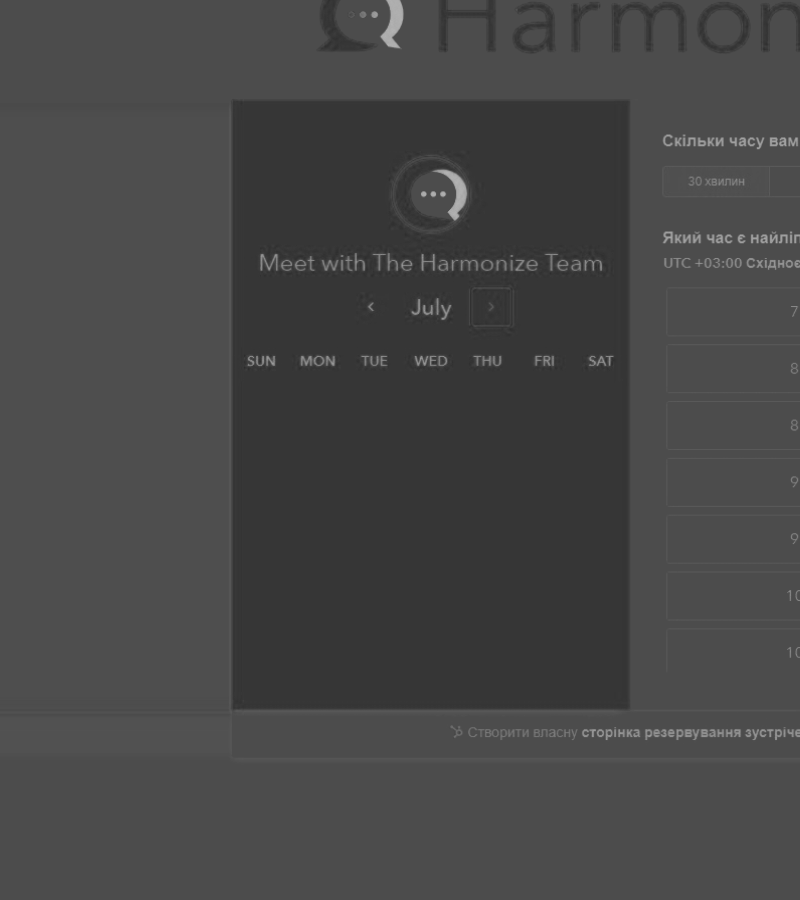 Harmon
Meet with The Harmonize Team
July
SUN MON TUE WED THU FRI SAT
Скільки часу вам
30 хвилин
Який час є найліп
UTC +03:00 Східноє
7
8
8
9
9
10
10
Створити власну сторінка резервування зустріче